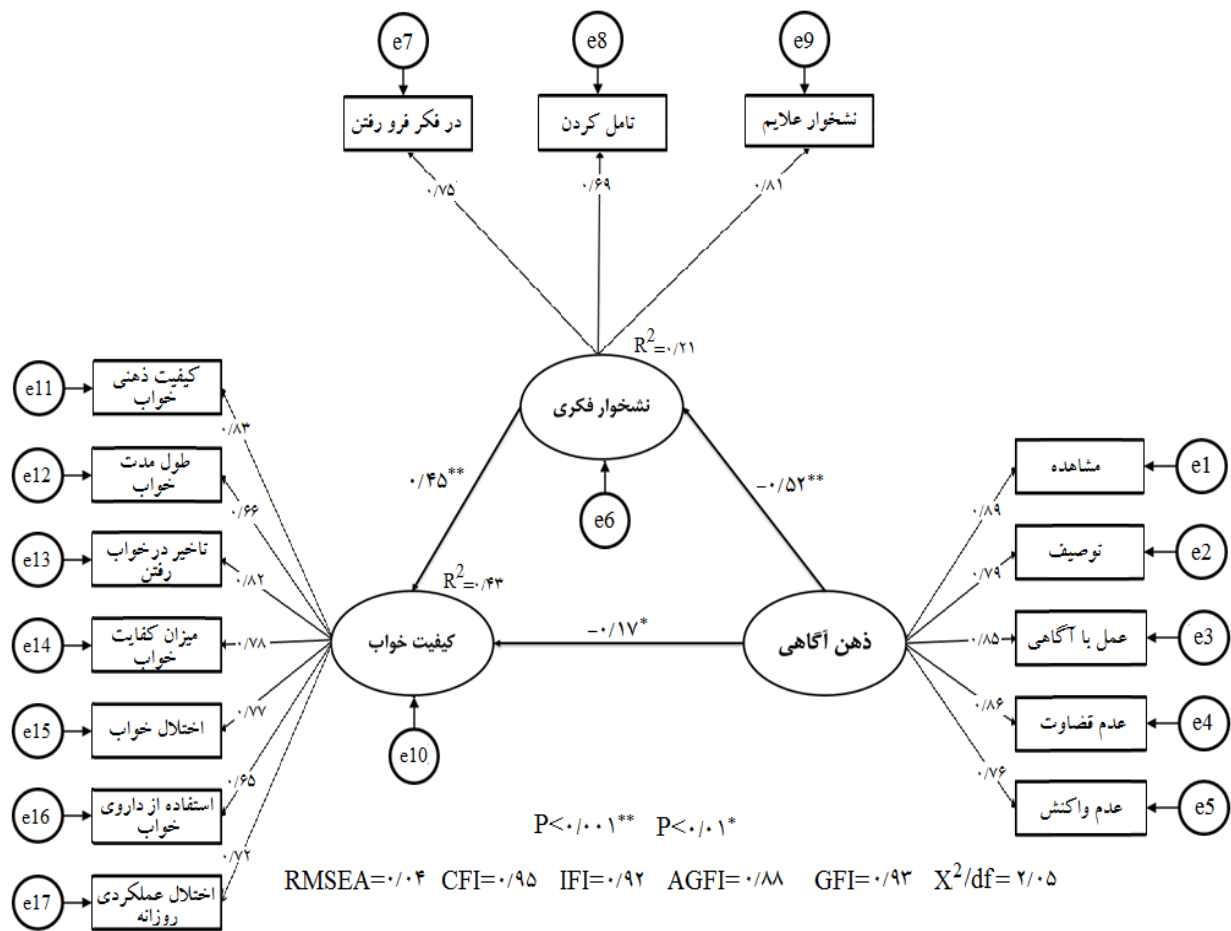 e7
e8
e9
در فکر فرو رفتن
تامل کردن
نشخوار علایم
۰/۷۵
۰/۶۹
۰/۸۱
R²=۰/۲۱
نشخوار فکری
e6
۰/۴۵**
-۰/۵۲**
-۰/۱۷*
R²=۰/۴۳
کیفیت خواب
e10
ذهن آگاهی
e11
کیفیت ذهنی
خواب
۰/۸۳
e12
طول مدت
خواب
۰/۶۶
e13
تاخیر درخواب
رفتن
۰/۸۲
e14
میزان کفایت
خواب
۰/۷۸
e15
اختلال خواب
۰/۷۷
e16
استفاده از داروی
خواب
۰/۶۵
e17
اختلال عملکردی
روزانه
۰/۷۲
مشاهده
e1
۰/۸۹
توصیف
e2
۰/۷۹
عمل با آگاهی
e3
۰/۸۵
عدم قضاوت
e4
۰/۸۶
عدم واکنش
e5
۰/۷۶
P<۰/۰۰۱** P<۰/۰۱*
RMSEA=۰/۰۴ CFI=۰/۹۵ IFI=۰/۹۲ AGFI=۰/۸۸ GFI=۰/۹۳ X²/df=۲/۰۵